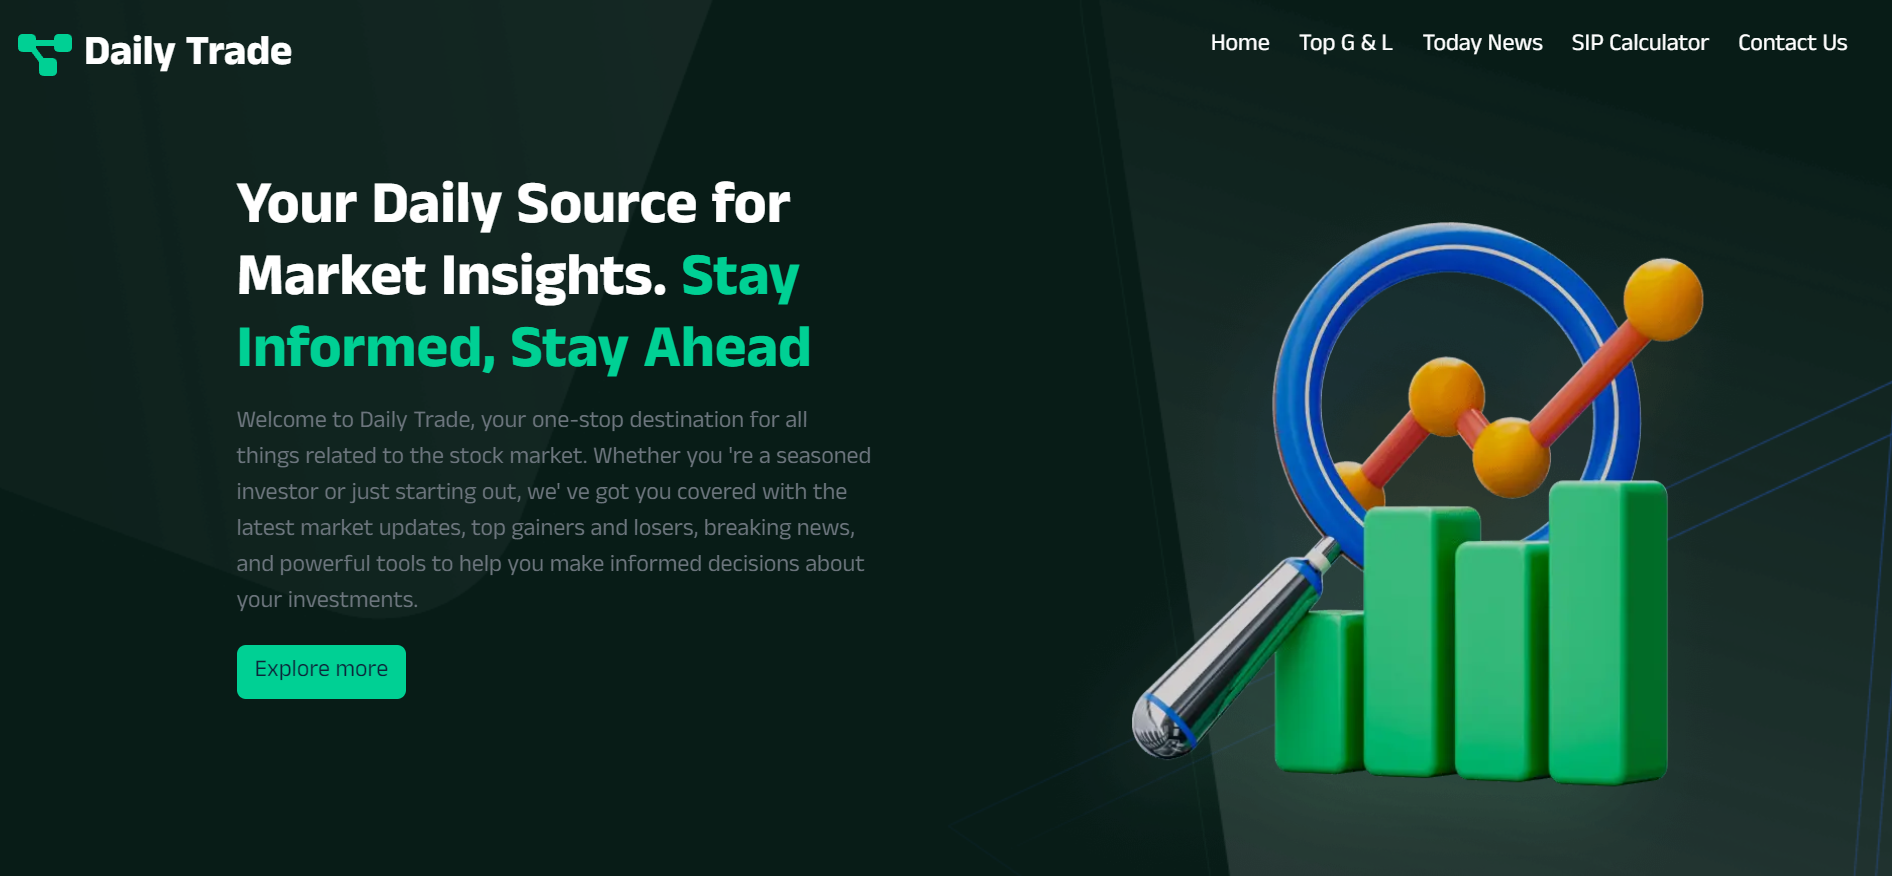 Daily Trade
Home Top G & L Today News SIP Calculator Contact Us
Your Daily Source for
Market Insights. Stay
Informed, Stay Ahead
Welcome to Daily Trade, your one-stop destination for all
things related to the stock market. Whether you 're a seasoned
investor or just starting out, we' ve got you covered with the
latest market updates, top gainers and losers, breaking news,
and powerful tools to help you make informed decisions about
your investments.
Explore more